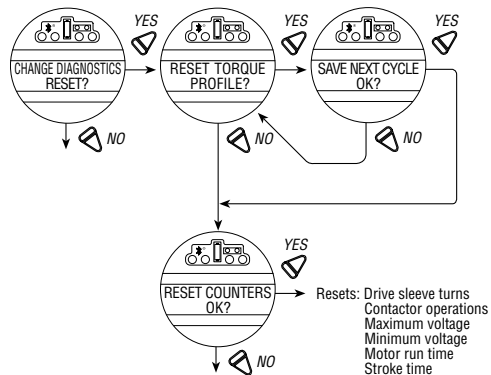 YES
YES
YES
CHANGE DIAGNOSTICS
RESET?
RESET TORQUE
PROFILE?
SAVE NEXT CYCLE
OK?
NO
NO
NO
YES
RESET COUNTERS
OK?
Resets: Drive sleeve turns
Contactor operations
Maximum voltage
Minimum voltage
Motor run time
Stroke time
NO